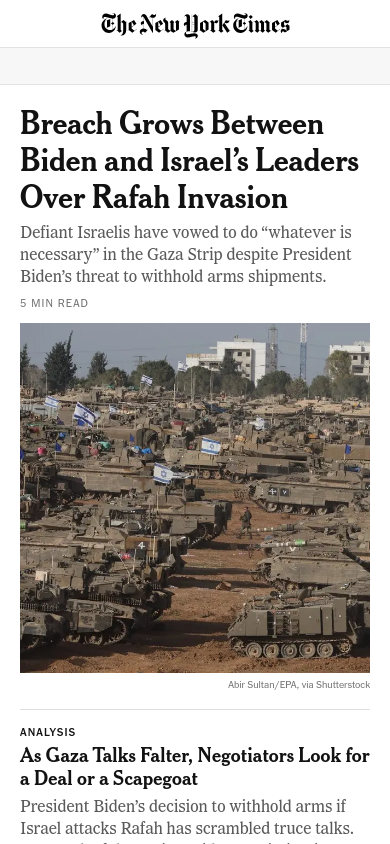 The New York Times
Breach Grows Between
Biden and Israel’s Leaders
Over Rafah Invasion
Defiant Israelis have vowed to do “whatever is
necessary” in the Gaza Strip despite President
Biden’s threat to withhold arms shipments.
5 MIN READ
Abir Sultan/EPA, via Shutterstock
ANALYSIS
As Gaza Talks Falter, Negotiators Look for
a Deal or a Scapegoat
President Biden’s decision to withhold arms if
Israel attacks Rafah has scrambled truce talks.